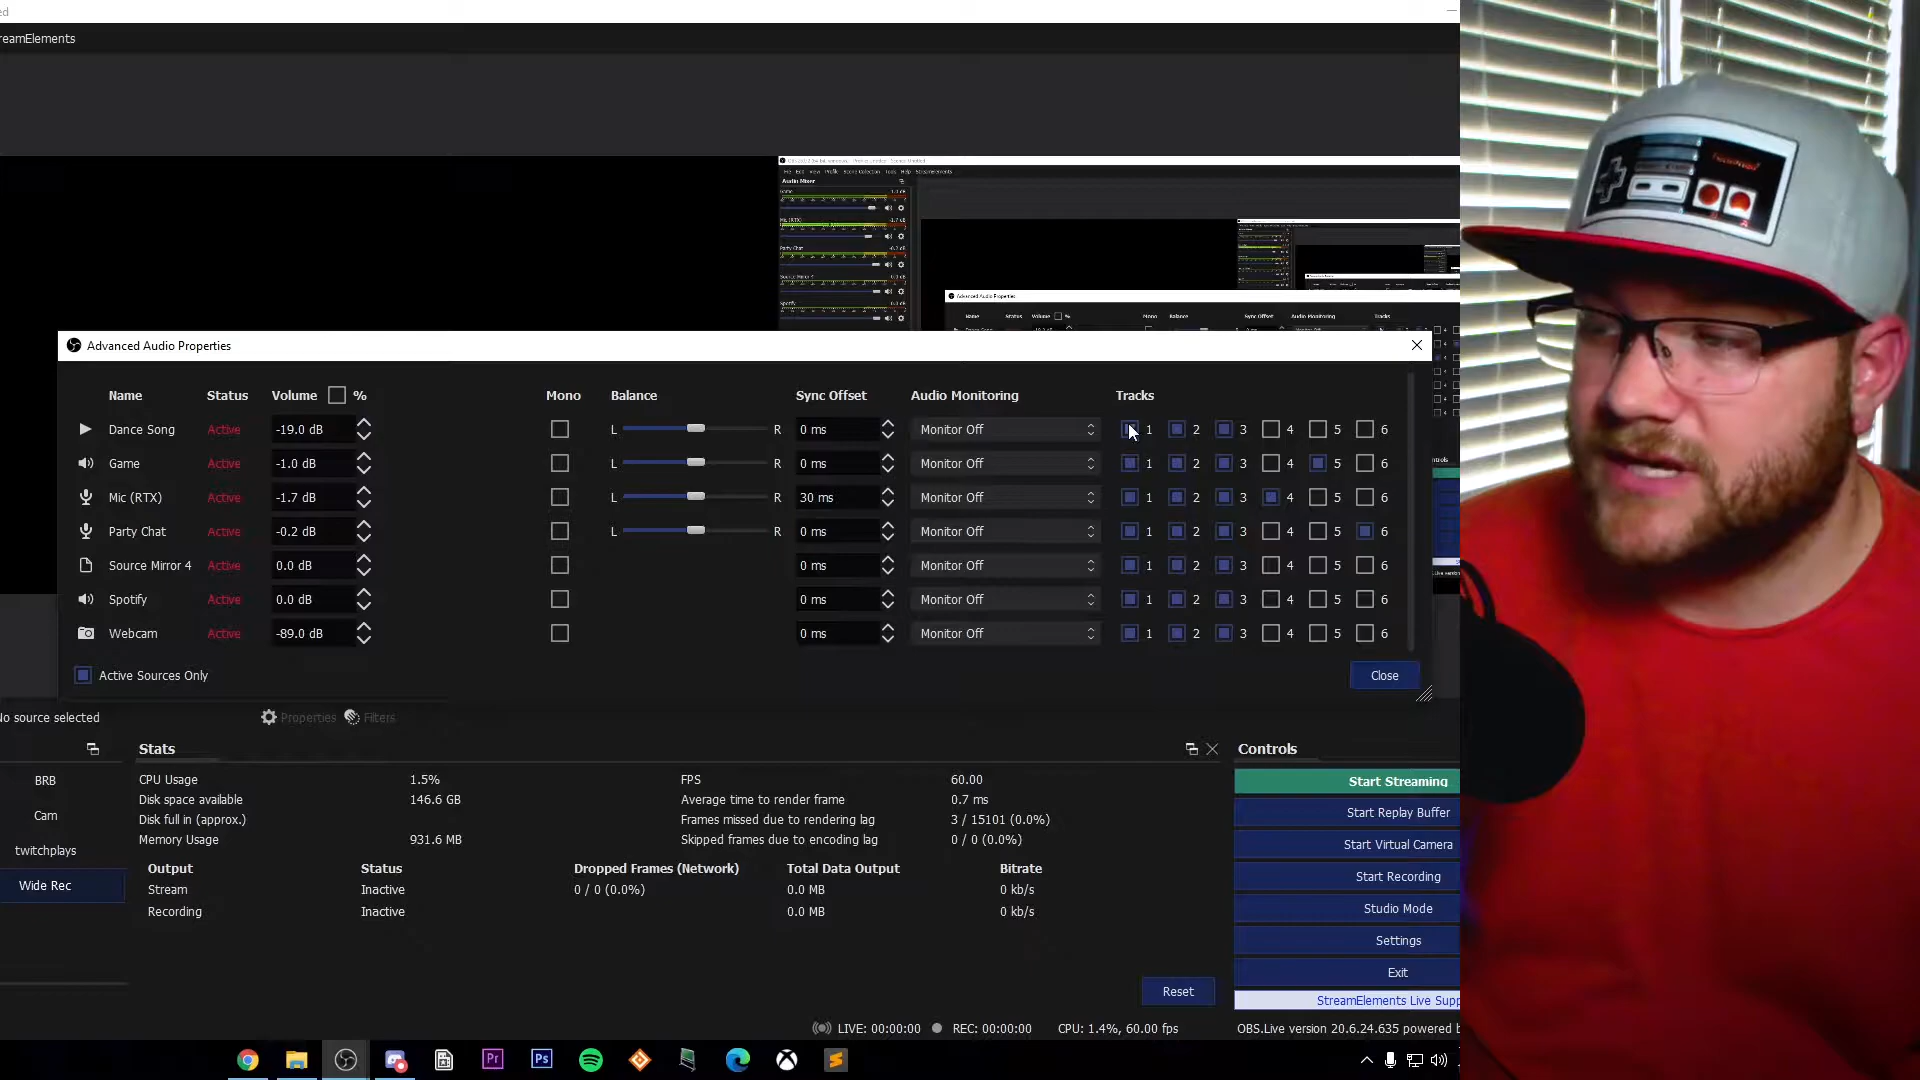 ed
reamElements
Audio Mixer
Advanced Audio Properties
Advanced Audio Properties
Name Status Volume % Mono Balance Sync Offset Audio Monitoring Tracks
Dance Song Active -19.0 dB L R 0 ms Monitor Off 1 2 3 4 5 6
Game Active -1.0 dB L R 0 ms Monitor Off 1 2 3 4 5 6
Mic (RTX) Active -1.7 dB L R 30 ms Monitor Off 1 2 3 4 5 6
Party Chat Active -0.2 dB L R 0 ms Monitor Off 1 2 3 4 5 6
Source Mirror 4 Active 0.0 dB 0 ms Monitor Off 1 2 3 4 5 6
Spotify Active 0.0 dB 0 ms Monitor Off 1 2 3 4 5 6
Webcam Active -89.0 dB 0 ms Monitor Off 1 2 3 4 5 6
Active Sources Only
Close
No source selected
Properties
Filters
BRB
Cam
twitchplays
Wide Rec
Stats
CPU Usage 1.5% FPS 60.00
Disk space available 146.6 GB Average time to render frame 0.7 ms
Disk full in (approx.) Frames missed due to rendering lag 3 / 15101 (0.0%)
Memory Usage 931.6 MB Skipped frames due to encoding lag 0 / 0 (0.0%)
Output Status Dropped Frames (Network) Total Data Output Bitrate
Stream Inactive 0 / 0 (0.0%) 0.0 MB 0 kb/s
Recording Inactive 0.0 MB 0 kb/s
Reset
Controls
Start Streaming
Start Replay Buffer
Start Virtual Camera
Start Recording
Studio Mode
Settings
Exit
StreamElements Live Supp
LIVE: 00:00:00 REC: 00:00:00 CPU: 1.4%, 60.00 fps OBS.Live version 20.6.24.635 powered b
Pr
Ps